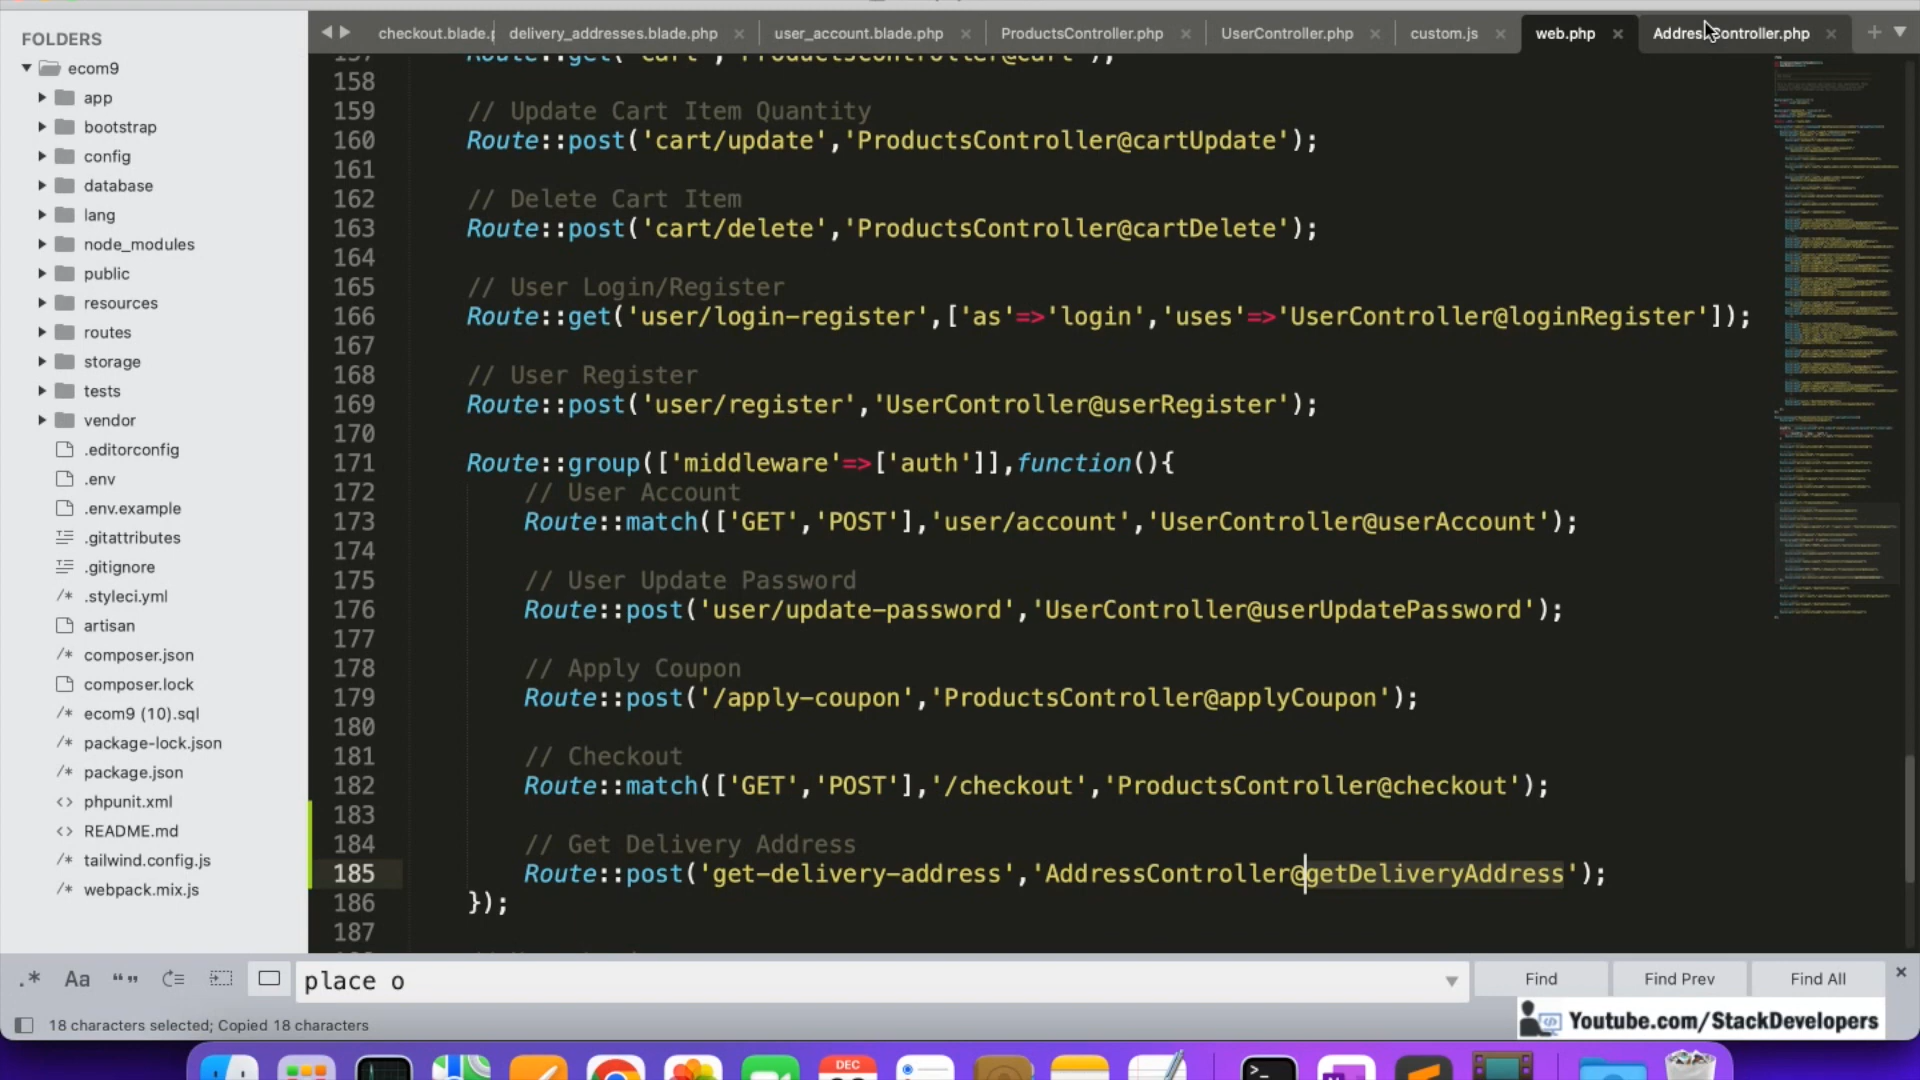 FOLDERS
ecom9
app
bootstrap
config
database
lang
node_modules
public
resources
routes
storage
tests
vendor
.editorconfig
.env
.env.example
.gitattributes
.gitignore
.styleci.yml
artisan
composer.json
composer.lock
ecom9 (10).sql
package-lock.json
package.json
phpunit.xml
README.md
tailwind.config.js
webpack.mix.js
checkout.blade.p delivery_addresses.blade.php user_account.blade.php ProductsController.php UserController.php custom.js web.php AddressController.php
157 Route::get('cart','ProductsController@cart');
158
159 // Update Cart Item Quantity
160 Route::post('cart/update','ProductsController@cartUpdate');
161
162 // Delete Cart Item
163 Route::post('cart/delete','ProductsController@cartDelete');
164
165 // User Login/Register
166 Route::get('user/login-register',['as'=>'login','uses'=>'UserController@loginRegister']);
167
168 // User Register
169 Route::post('user/register','UserController@userRegister');
170
171 Route::group(['middleware'=>['auth']],function(){
172 // User Account
173 Route::match(['GET','POST'],'user/account','UserController@userAccount');
174
175 // User Update Password
176 Route::post('user/update-password','UserController@userUpdatePassword');
177
178 // Apply Coupon
179 Route::post('/apply-coupon','ProductsController@applyCoupon');
180
181 // Checkout
182 Route::match(['GET','POST'],'/checkout','ProductsController@checkout');
183
184 // Get Delivery Address
185 Route::post('get-delivery-address','AddressController@getDeliveryAddress');
186 });
187
.* Aa “” place o Find Find Prev Find All
18 characters selected; Copied 18 characters
Youtube.com/StackDevelopers
DEC